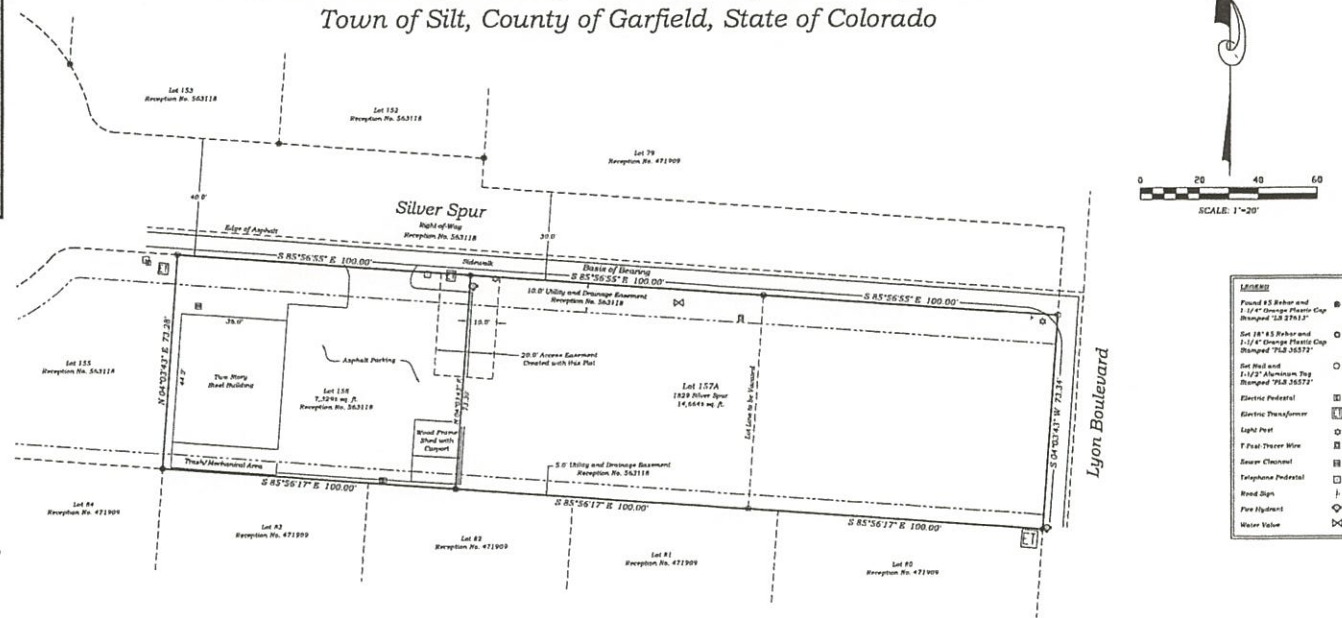 Town of Silt, County of Garfield, State of Colorado
Lot 153
Reception No. 563118
Lot 152
Reception No. 563118
Lot 79
Reception No. 471909
0 20 40 60
SCALE: 1"=20'
40.0'
Silver Spur
Right-of-Way
Reception No. 563118
30.0'
Edge of Asphalt
S 85°56'55" E 100.00'
Sidewalk
Basis of Bearing
S 85°56'55" E 100.00'
S 85°56'55" E 100.00'
10.0' Utility and Drainage Easement
Reception No. 563118
ET
ET
N 04°03'43" E 73.28'
36.0'
44.0'
Two Story
Steel Building
Asphalt Parking
10.0'
20.0' Access Easement
Created with this Plat
Lot 155
Reception No. 563118
Lot 156
7,329± sq. ft.
Reception No. 563118
Lot 157A
1829 Silver Spur
14,664± sq. ft.
Lot Line to be Vacated
S 04°03'43" W 73.34'
Lyon Boulevard
Wood Frame
Shed with
Carport
Trash/Mechanical Area
5.0' Utility and Drainage Easement
Reception No. 563118
S 85°56'17" E 100.00'
S 85°56'17" E 100.00'
S 85°56'17" E 100.00'
ET
Lot 84
Reception No. 471909
Lot 83
Reception No. 471909
Lot 82
Reception No. 471909
Lot 81
Reception No. 471909
Lot 80
Reception No. 471909
LEGEND
Found #5 Rebar and
1-1/4" Orange Plastic Cap
Stamped "LS 27613"
Set 18" #5 Rebar and
1-1/4" Orange Plastic Cap
Stamped "PLS 36572"
Set Nail and
1-1/2" Aluminum Tag
Stamped "PLS 36572"
Electric Pedestal
Electric Transformer
ET
Light Post
T-Post-Tracer Wire
Sewer Cleanout
Telephone Pedestal
Road Sign
Fire Hydrant
Water Valve